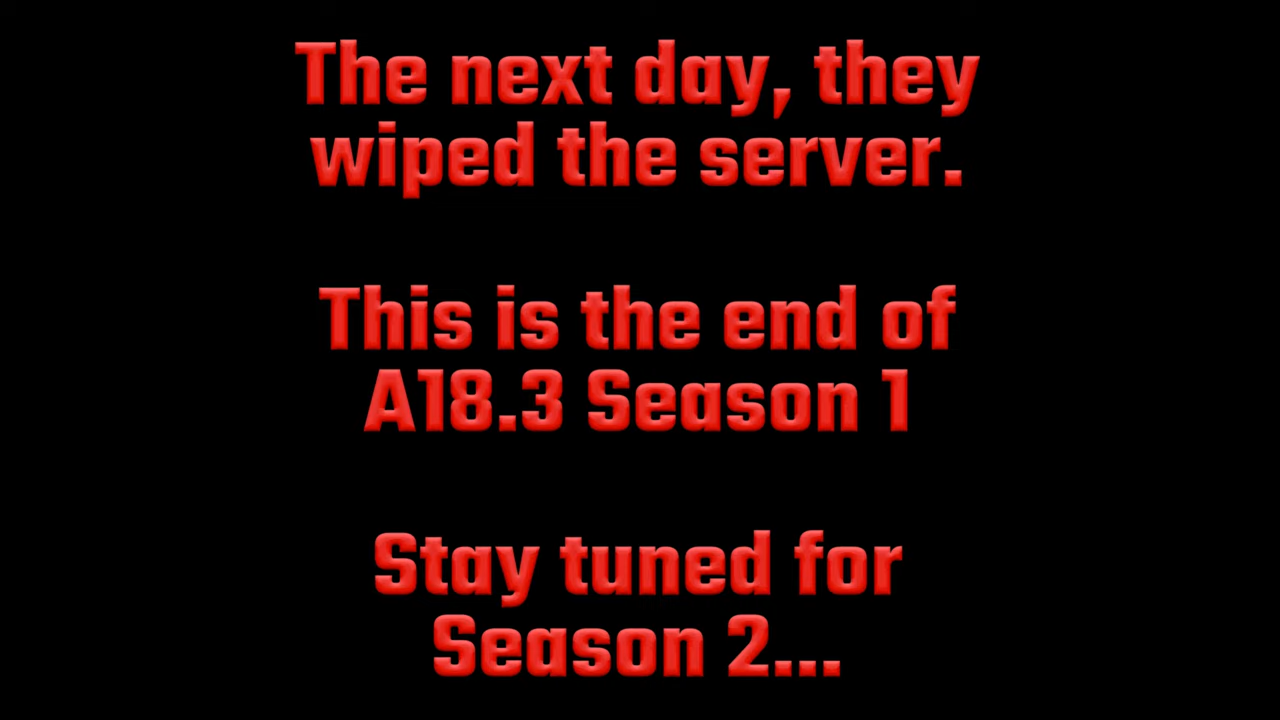 The next day, they
wiped the server.
This is the end of
A18.3 Season 1
Stay tuned for
Season 2...